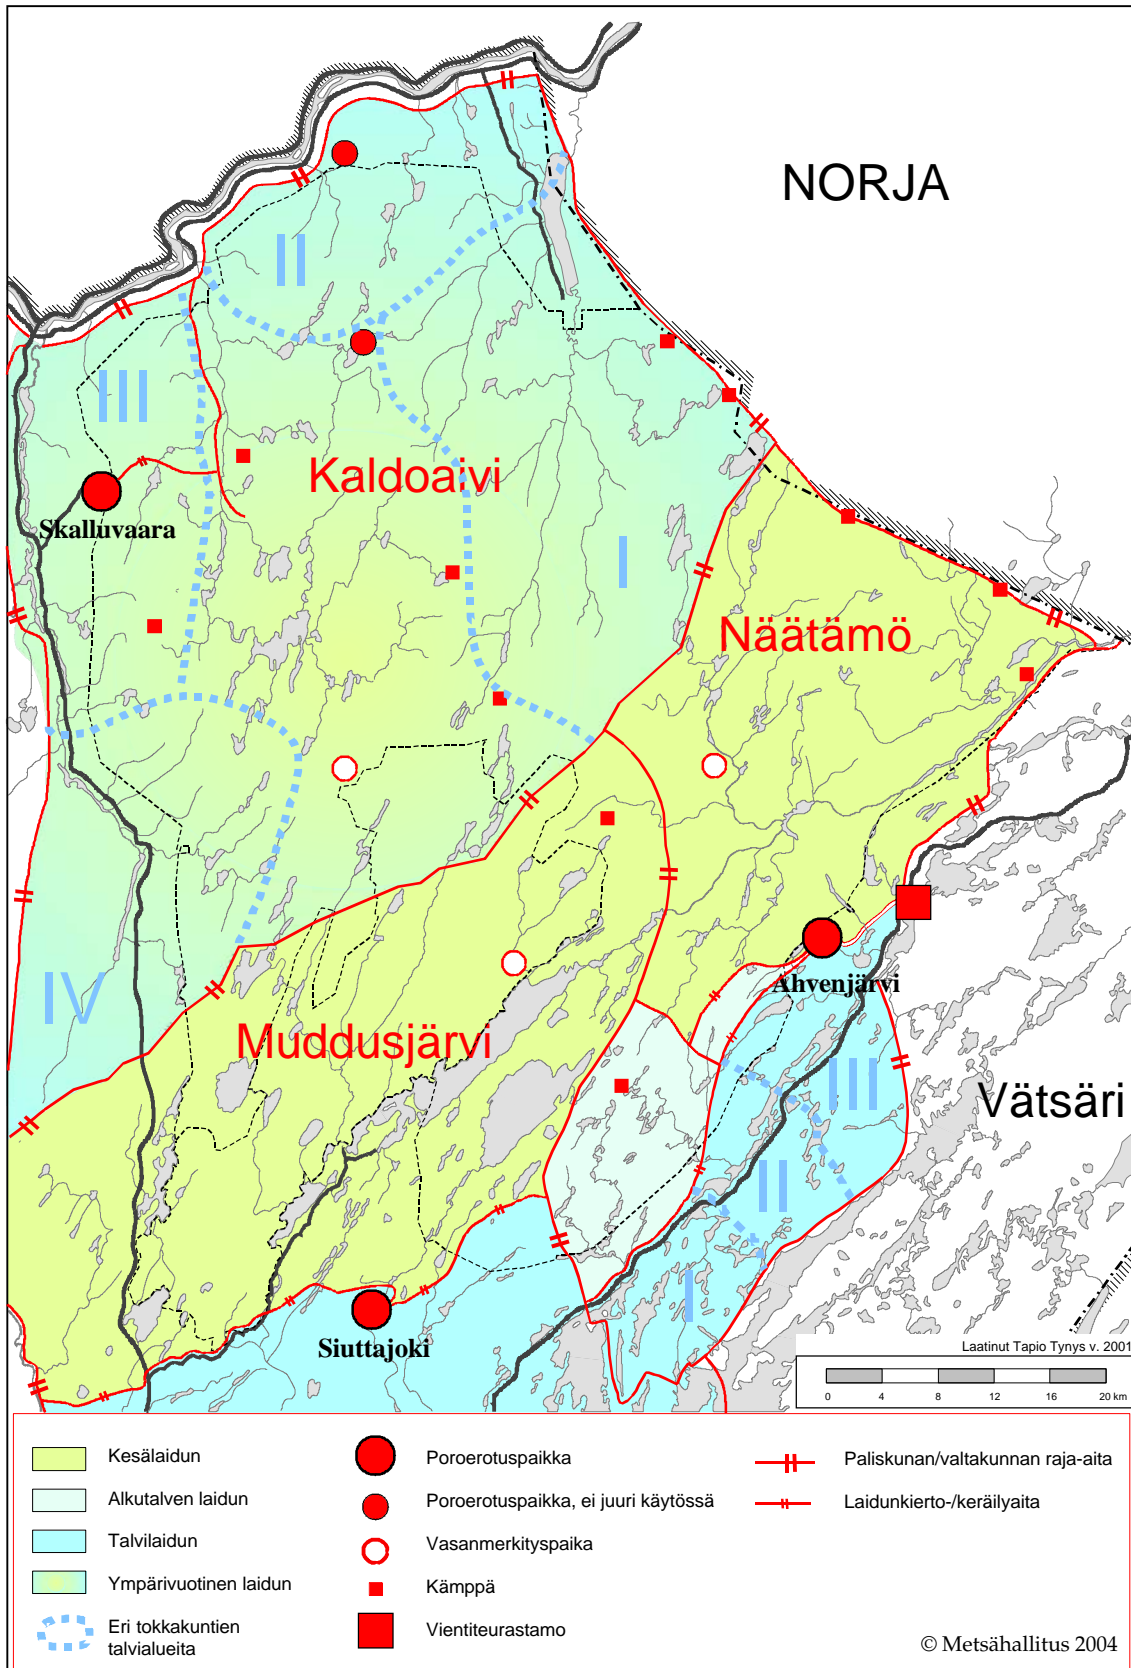 NORJA
II
III
Kaldoaivi
Skalluvaara
I
Näätämö
IV
Ahvenjärvi
Muddusjärvi
III
Vätsäri
II
I
Siuttajoki
Laatinut Tapio Tynys v. 2001
0 4 8 12 16 20 km
Kesälaidun
Alkutalven laidun
Talvilaidun
Ympärivuotinen laidun
Eri tokkakuntien
talvialueita
Poroerotuspaikka
Poroerotuspaikka, ei juuri käytössä
Vasanmerkityspaika
Kämppä
Vientiteurastamo
Paliskunan/valtakunnan raja-aita
Laidunkierto-/keräilyaita
© Metsähallitus 2004